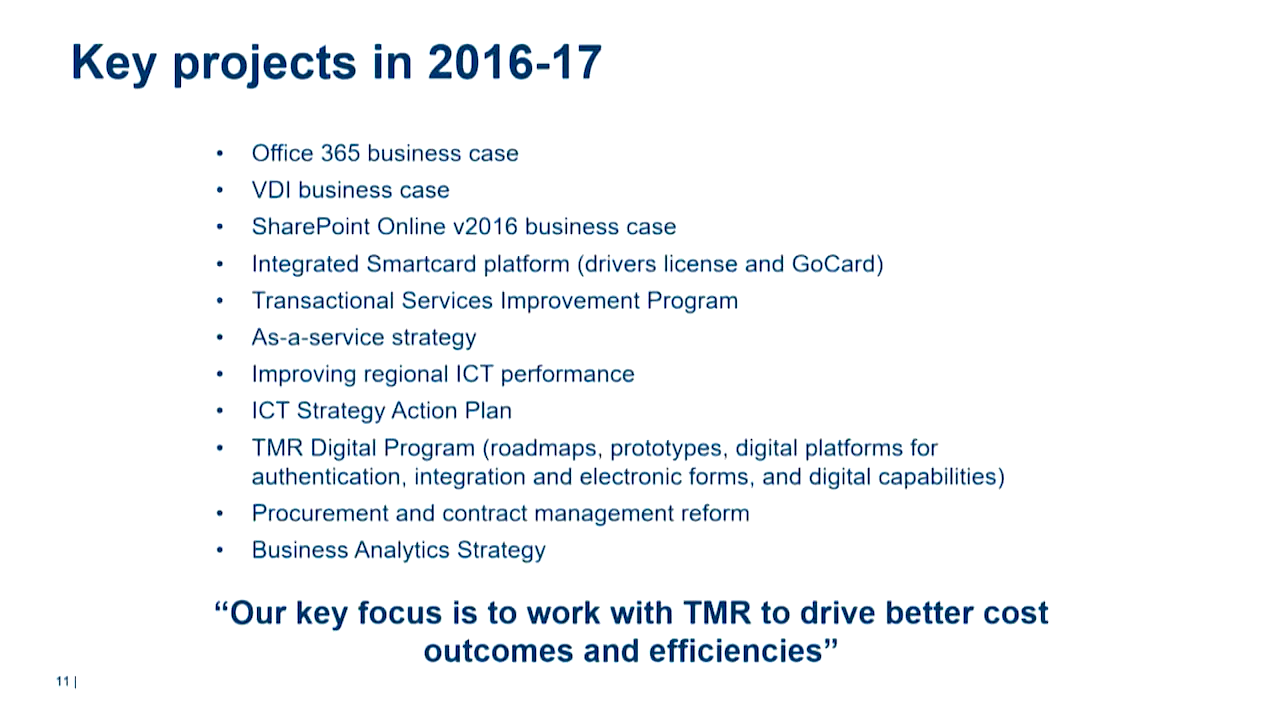 Key projects in 2016-17
• Office 365 business case
• VDI business case
• SharePoint Online v2016 business case
• Integrated Smartcard platform (drivers license and GoCard)
• Transactional Services Improvement Program
• As-a-service strategy
• Improving regional ICT performance
• ICT Strategy Action Plan
• TMR Digital Program (roadmaps, prototypes, digital platforms for
authentication, integration and electronic forms, and digital capabilities)
• Procurement and contract management reform
• Business Analytics Strategy
“Our key focus is to work with TMR to drive better cost
outcomes and efficiencies”
11 |